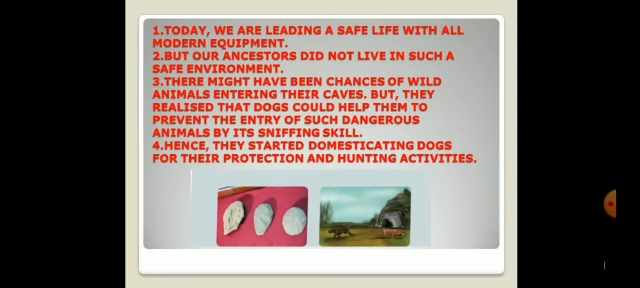 1.TODAY, WE ARE LEADING A SAFE LIFE WITH ALL
MODERN EQUIPMENT.
2.BUT OUR ANCESTORS DID NOT LIVE IN SUCH A
SAFE ENVIRONMENT.
3.THERE MIGHT HAVE BEEN CHANCES OF WILD
ANIMALS ENTERING THEIR CAVES. BUT, THEY
REALISED THAT DOGS COULD HELP THEM TO
PREVENT THE ENTRY OF SUCH DANGEROUS
ANIMALS BY ITS SNIFFING SKILL.
4.HENCE, THEY STARTED DOMESTICATING DOGS
FOR THEIR PROTECTION AND HUNTING ACTIVITIES.